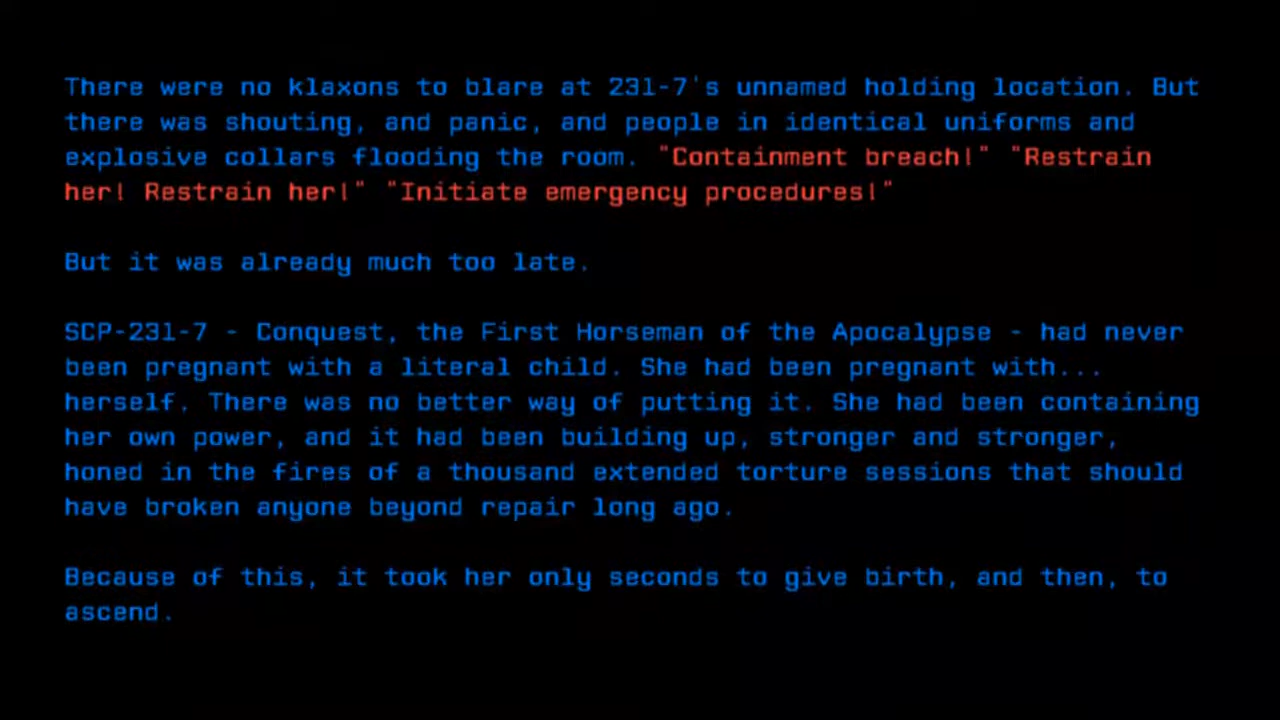 There were no klaxons to blare at 231-7's unnamed holding location. But
there was shouting, and panic, and people in identical uniforms and
explosive collars flooding the room. "Containment breach!" "Restrain
her! Restrain her!" "Initiate emergency procedures!"
But it was already much too late.
SCP-231-7 - Conquest, the First Horseman of the Apocalypse - had never
been pregnant with a literal child. She had been pregnant with...
herself. There was no better way of putting it. She had been containing
her own power, and it had been building up, stronger and stronger,
honed in the fires of a thousand extended torture sessions that should
have broken anyone beyond repair long ago.
Because of this, it took her only seconds to give birth, and then, to
ascend.